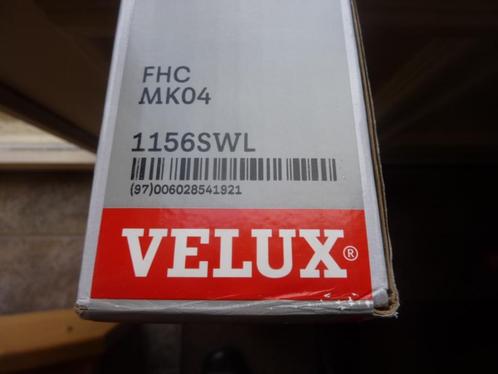 FHC
MK04
1156SWL
(97)006028541921
VELUX®